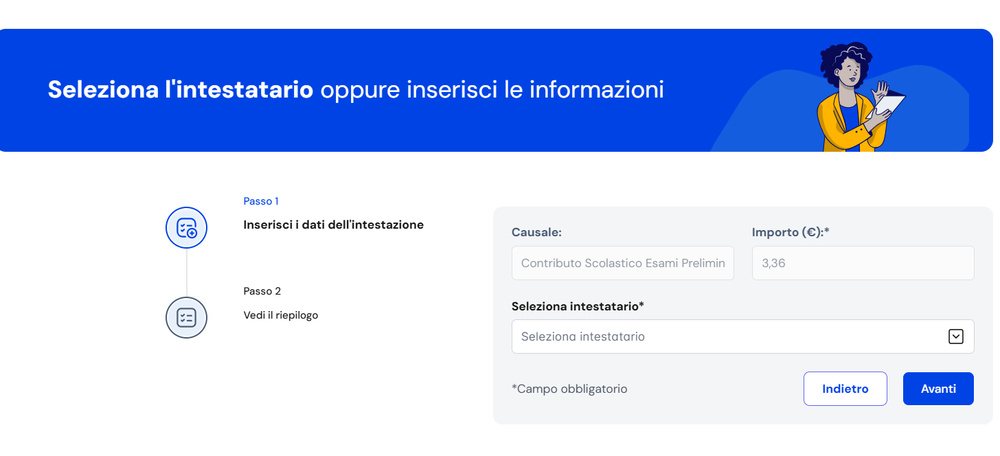 Seleziona l'intestatario oppure inserisci le informazioni
Passo 1
Inserisci i dati dell'intestazione
Passo 2
Vedi il riepilogo
Causale:
Contributo Scolastico Esami Prelimin
Importo (€):*
3,36
Seleziona intestatario*
Seleziona intestatario
*Campo obbligatorio
Indietro
Avanti